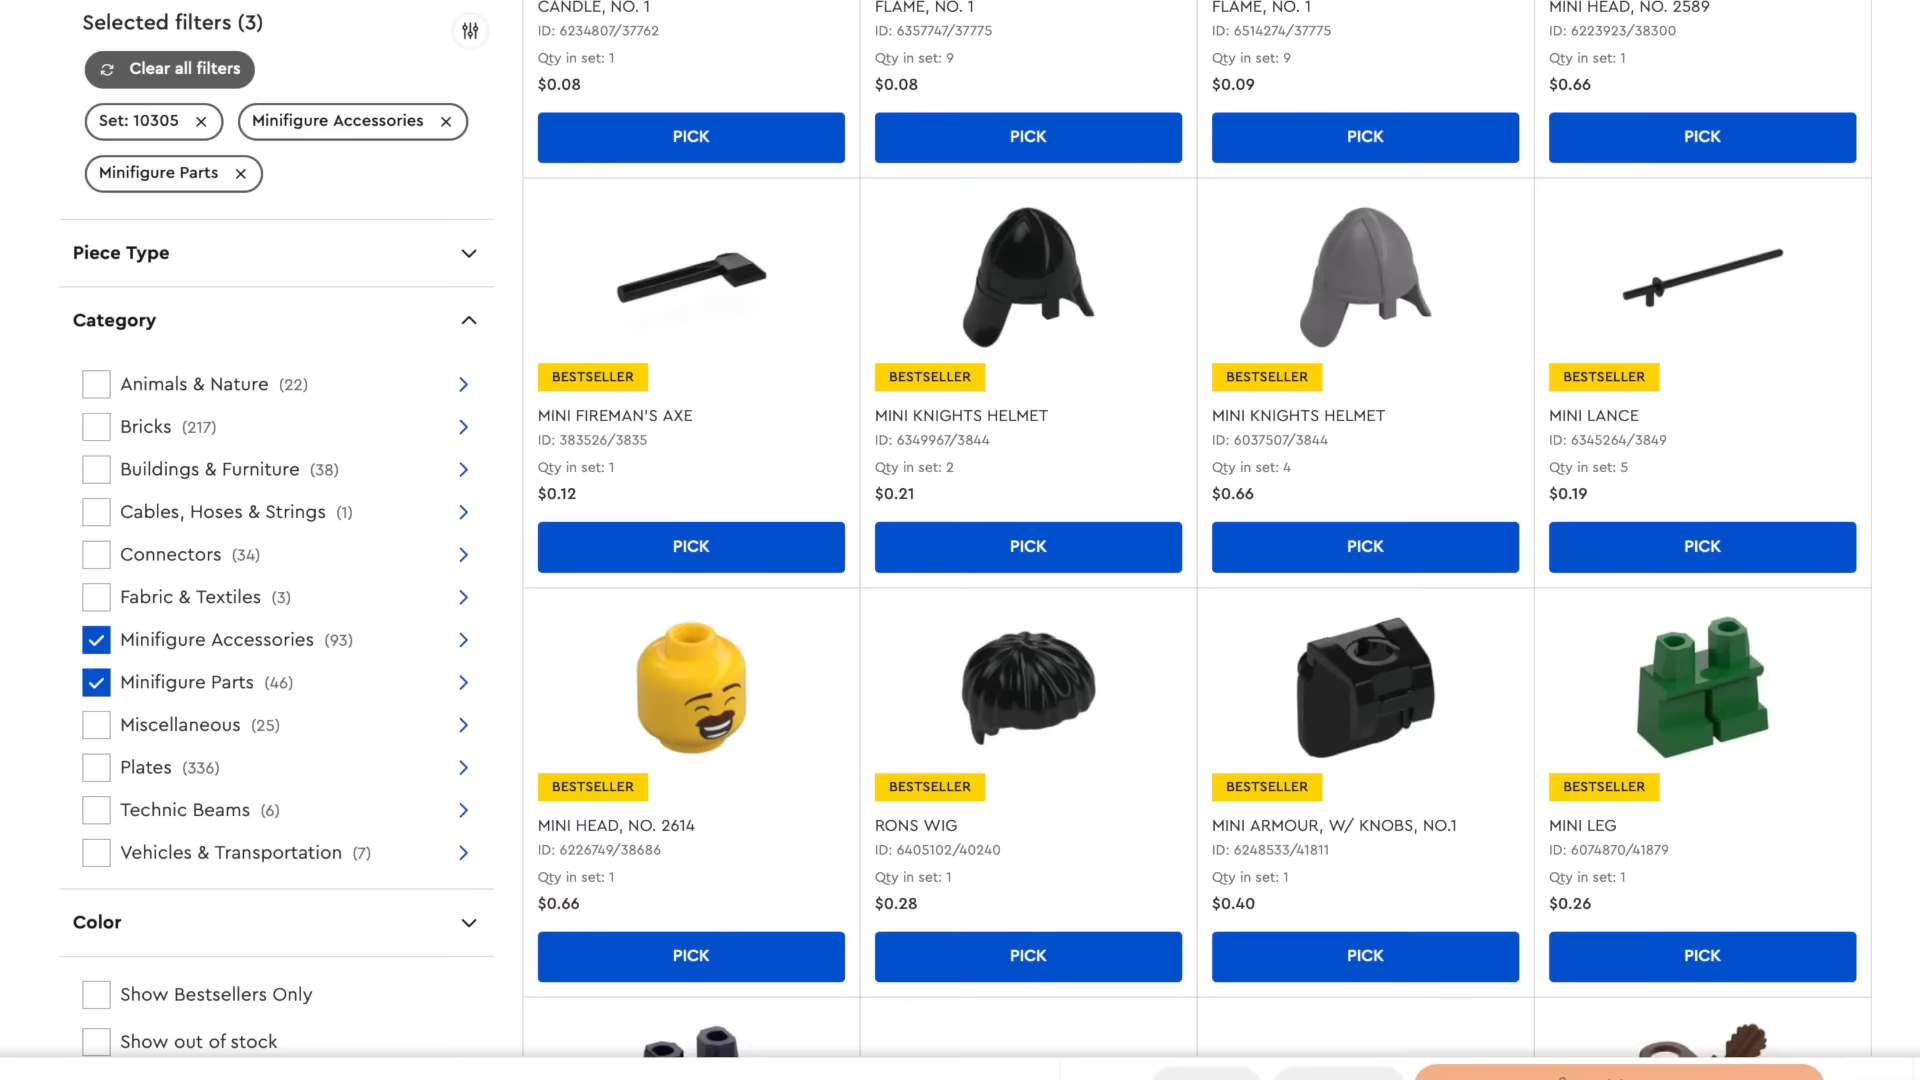 Selected filters (3)
Clear all filters
Set: 10305
Minifigure Accessories
Minifigure Parts
Piece Type
Category
Animals & Nature (22)
Bricks (217)
Buildings & Furniture (38)
Cables, Hoses & Strings (1)
Connectors (34)
Fabric & Textiles (3)
Minifigure Accessories (93)
Minifigure Parts (46)
Miscellaneous (25)
Plates (336)
Technic Beams (6)
Vehicles & Transportation (7)
Color
Show Bestsellers Only
Show out of stock
CANDLE, NO. 1
ID: 6234807/37762
Qty in set: 1
$0.08
PICK
FLAME, NO. 1
ID: 6357747/37775
Qty in set: 9
$0.08
PICK
FLAME, NO. 1
ID: 6514274/37775
Qty in set: 9
$0.09
PICK
MINI HEAD, NO. 2589
ID: 6223923/38300
Qty in set: 1
$0.66
PICK
BESTSELLER
MINI FIREMAN'S AXE
ID: 383526/3835
Qty in set: 1
$0.12
PICK
BESTSELLER
MINI KNIGHTS HELMET
ID: 6349967/3844
Qty in set: 2
$0.21
PICK
BESTSELLER
MINI KNIGHTS HELMET
ID: 6037507/3844
Qty in set: 4
$0.66
PICK
BESTSELLER
MINI LANCE
ID: 6345264/3849
Qty in set: 5
$0.19
PICK
BESTSELLER
MINI HEAD, NO. 2614
ID: 6226749/38686
Qty in set: 1
$0.66
PICK
BESTSELLER
RONS WIG
ID: 6405102/40240
Qty in set: 1
$0.28
PICK
BESTSELLER
MINI ARMOUR, W/ KNOBS, NO.1
ID: 6248533/41811
Qty in set: 1
$0.40
PICK
BESTSELLER
MINI LEG
ID: 6074870/41879
Qty in set: 1
$0.26
PICK